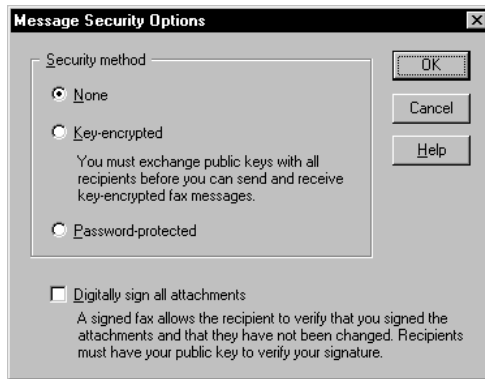 Message Security Options
Security method
OK
None
Cancel
Key-encrypted
Help
You must exchange public keys with all
recipients before you can send and receive
key-encrypted fax messages.
Password-protected
Digitally sign all attachments
A signed fax allows the recipient to verify that you signed the
attachments and that they have not been changed. Recipients
must have your public key to verify your signature.